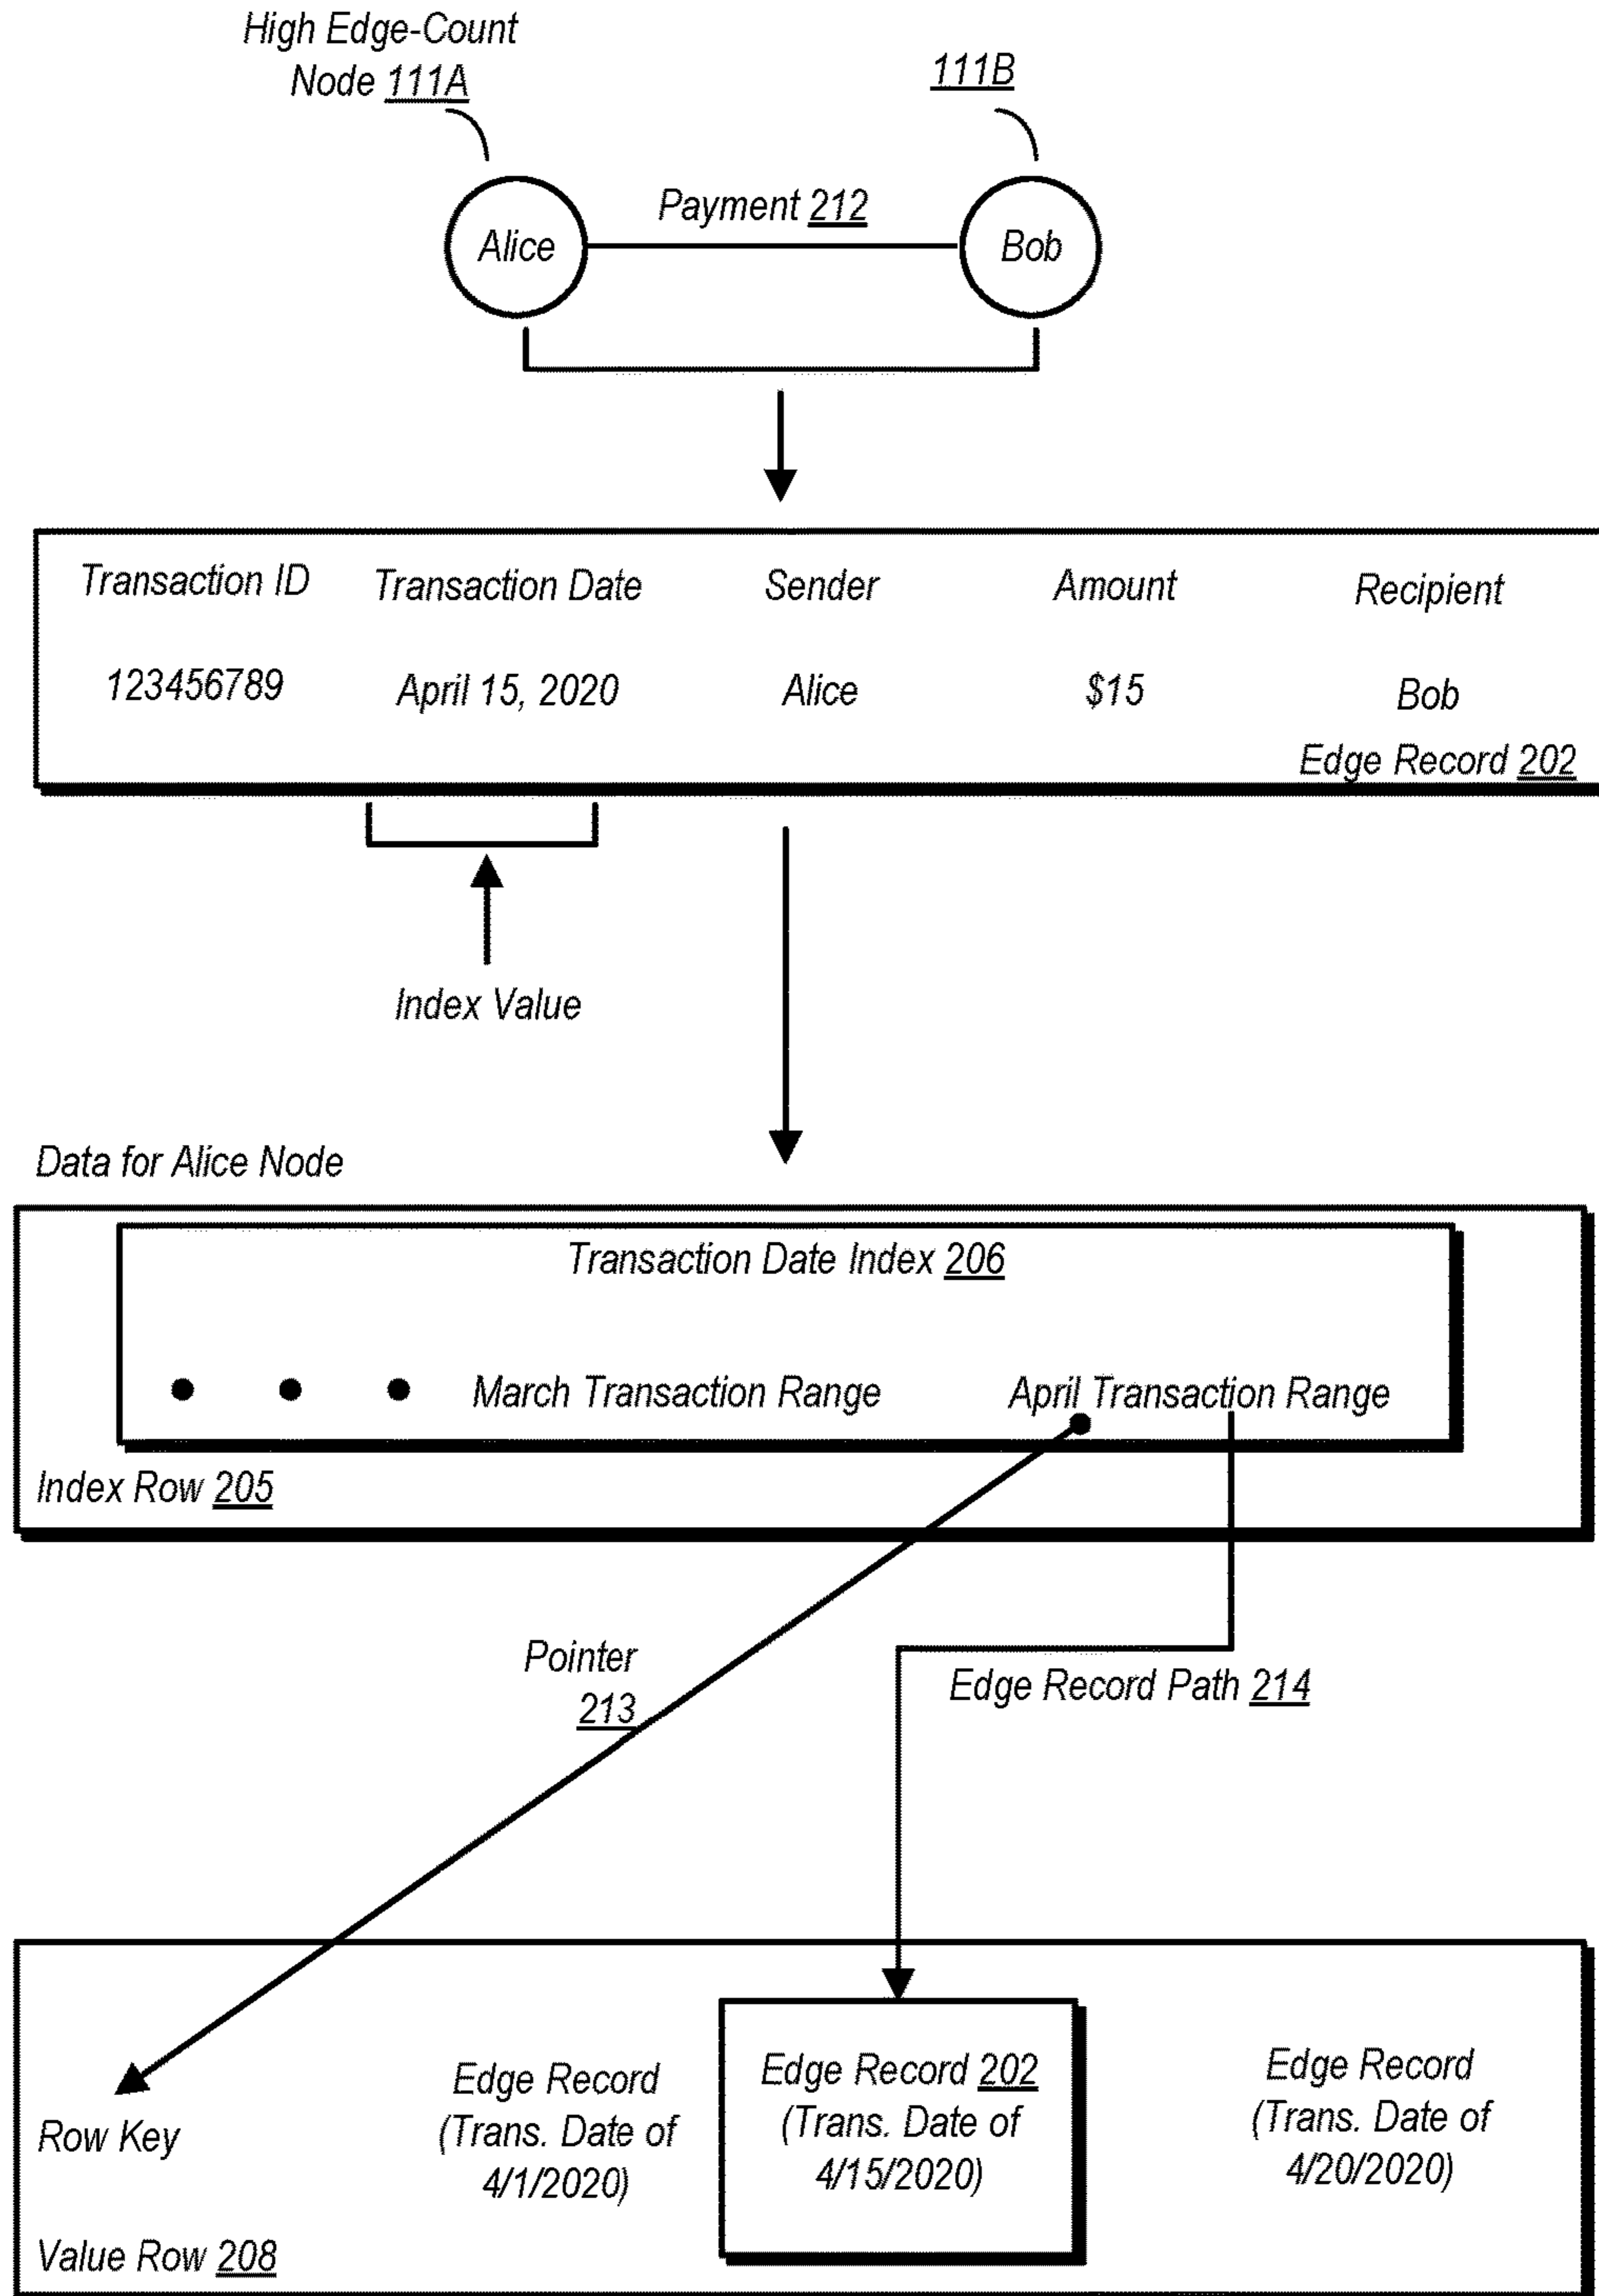 High Edge-Count
Node 111A
111B
Payment 212
Alice
Bob
Transaction ID Transaction Date Sender Amount Recipient
123456789 April 15, 2020 Alice $15 Bob
Edge Record 202
Index Value
Data for Alice Node
Transaction Date Index 206
March Transaction Range April Transaction Range
Index Row 205
Pointer
213
Edge Record Path 214
Row Key
Edge Record
(Trans. Date of
4/1/2020)
Edge Record 202
(Trans. Date of
4/15/2020)
Edge Record
(Trans. Date of
4/20/2020)
Value Row 208